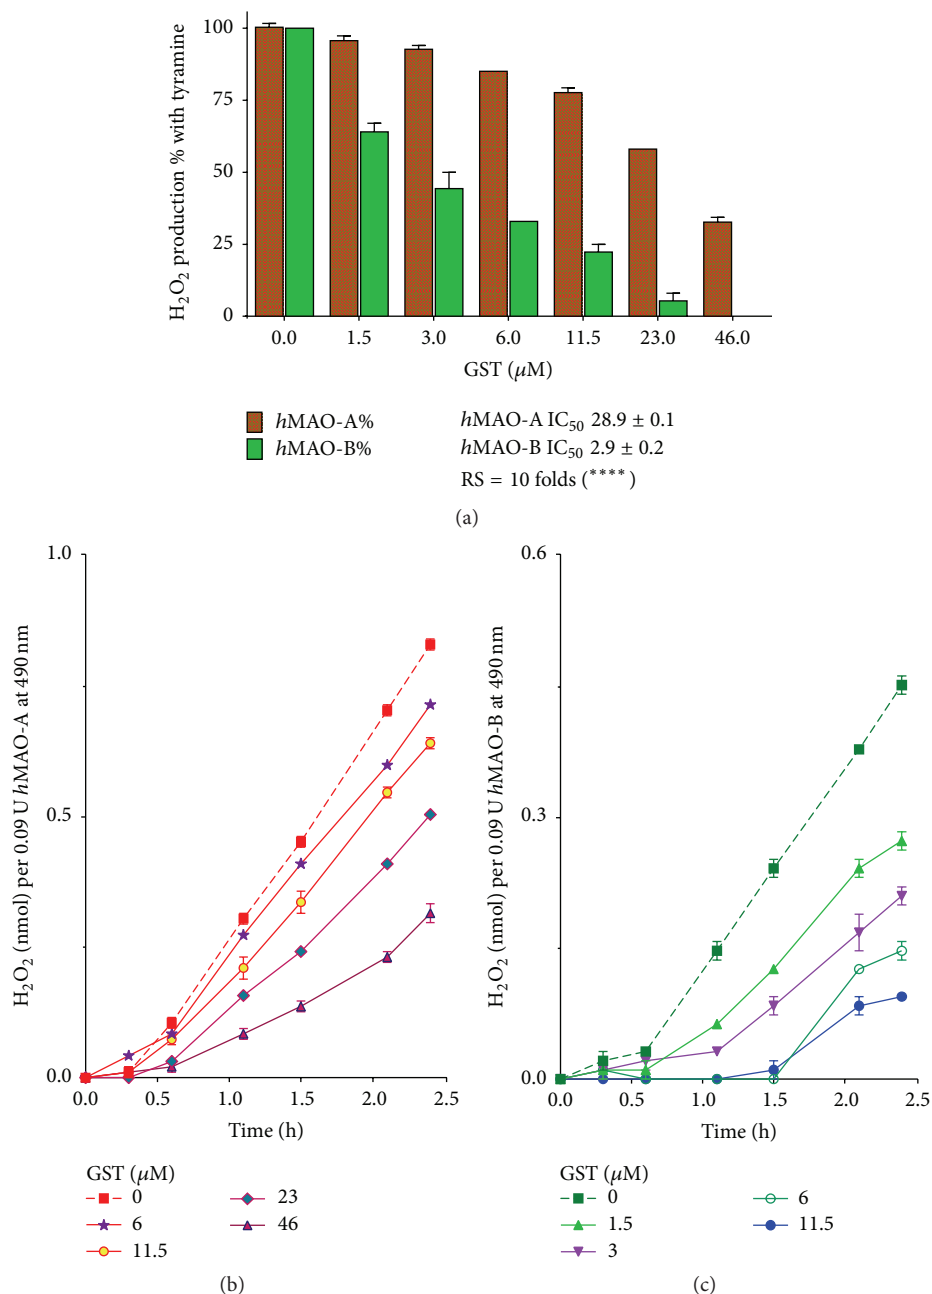 H₂O₂ production % with tyramine
100
75
50
25
0
0.0 1.5 3.0 6.0 11.5 23.0 46.0
GST (μM)
hMAO-A% hMAO-A IC₅₀ 28.9 ± 0.1
hMAO-B% hMAO-B IC₅₀ 2.9 ± 0.2
RS = 10 folds (****)
(a)
H₂O₂ (nmol) per 0.09 U hMAO-A at 490 nm
1.0
0.5
0.0
0.0 0.5 1.0 1.5 2.0 2.5
Time (h)
GST (μM)
0 23
6 46
11.5
(b)
H₂O₂ (nmol) per 0.09 U hMAO-B at 490 nm
0.6
0.3
0.0
0.0 0.5 1.0 1.5 2.0 2.5
Time (h)
GST (μM)
0 6
1.5 11.5
3
(c)